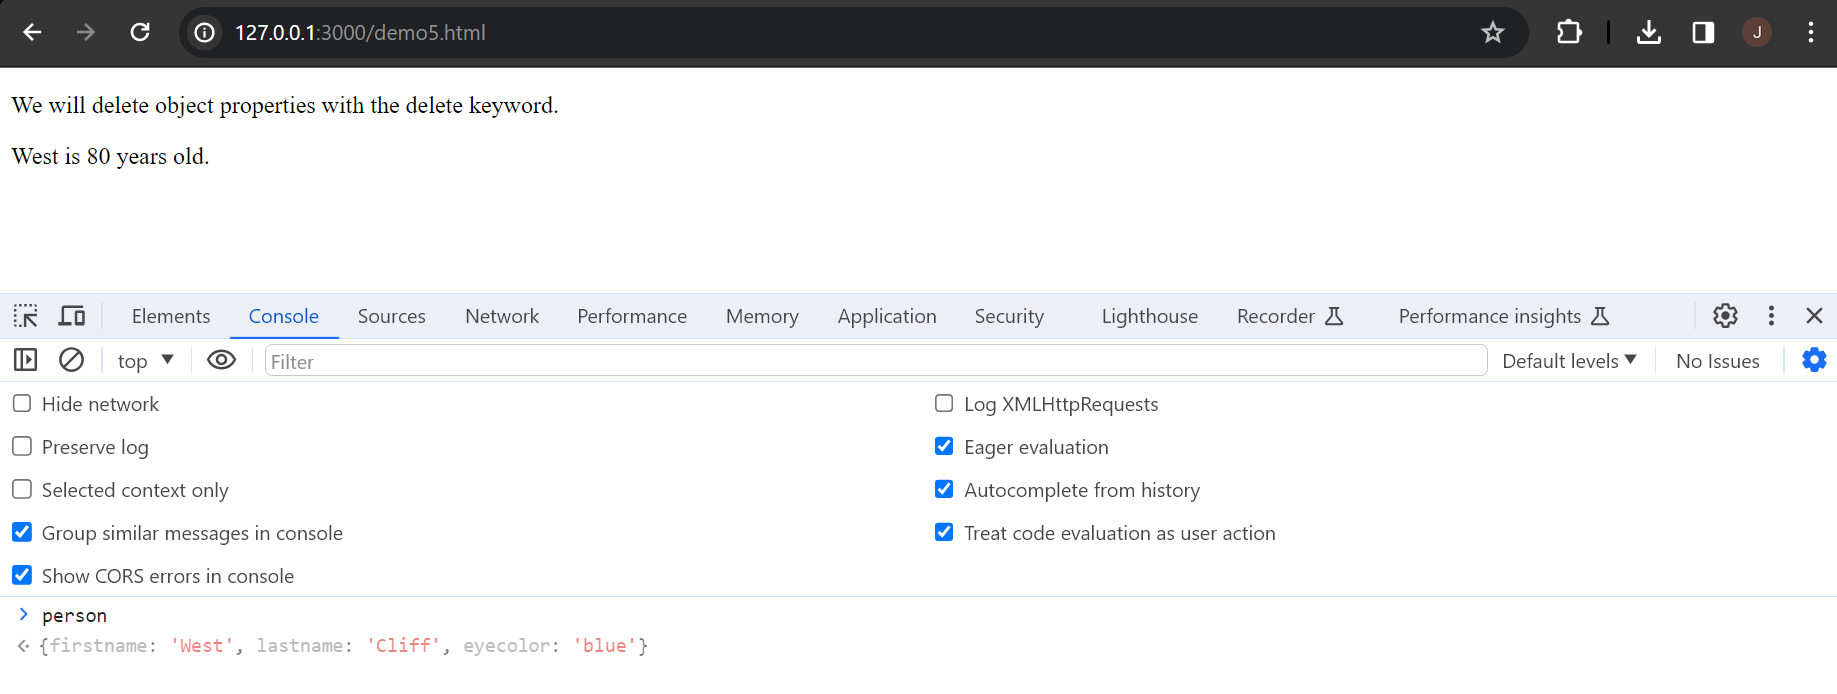 127.0.0.1:3000/demo5.html
J
We will delete object properties with the delete keyword.
West is 80 years old.
Elements Console Sources Network Performance Memory Application Security Lighthouse Recorder Performance insights
top Filter Default levels No Issues
Hide network Log XMLHttpRequests
Preserve log Eager evaluation
Selected context only Autocomplete from history
Group similar messages in console Treat code evaluation as user action
Show CORS errors in console
person
{firstname: 'West', lastname: 'Cliff', eyecolor: 'blue'}